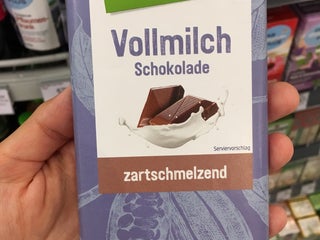 Vollmilch
Schokolade
Serviervorschlag
zartschmelzend